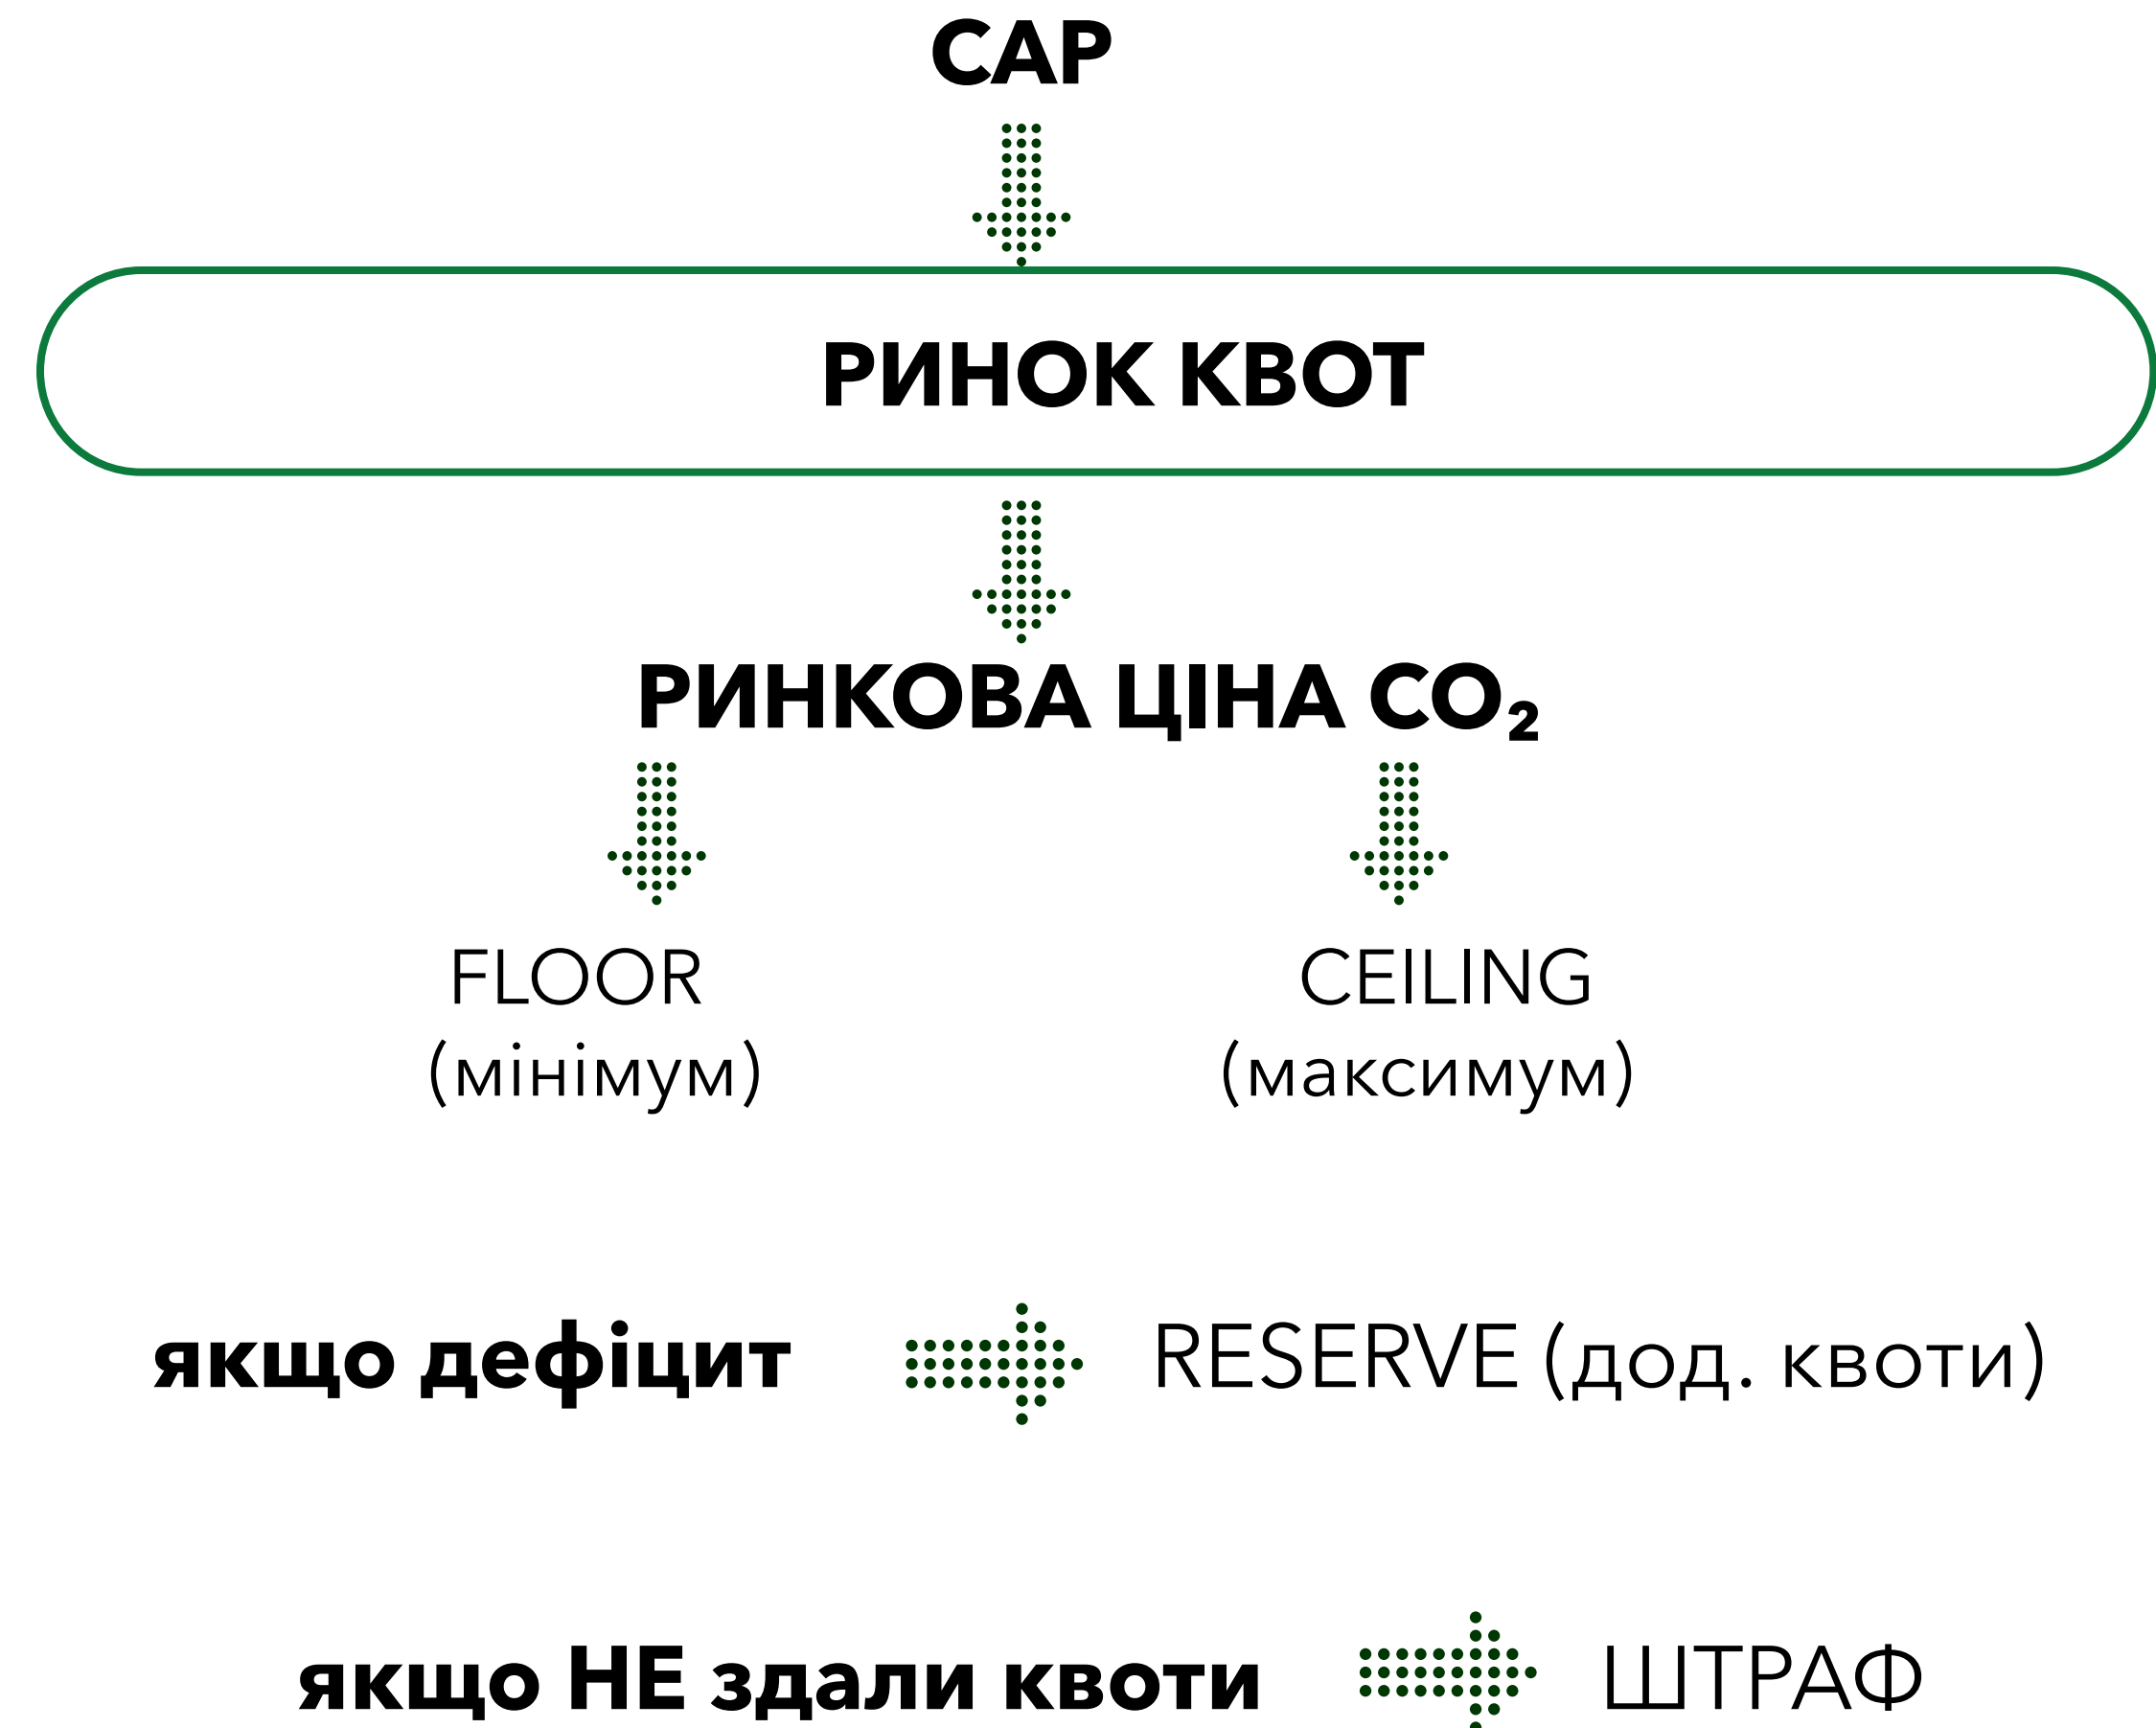 CAP
РИНОК КВОТ
РИНКОВА ЦІНА CO₂
FLOOR
(мінімум)
CEILING
(максимум)
якщо дефіцит
RESERVE(дод. квоти)
якщо НЕ здали квоти
ШТРАФ